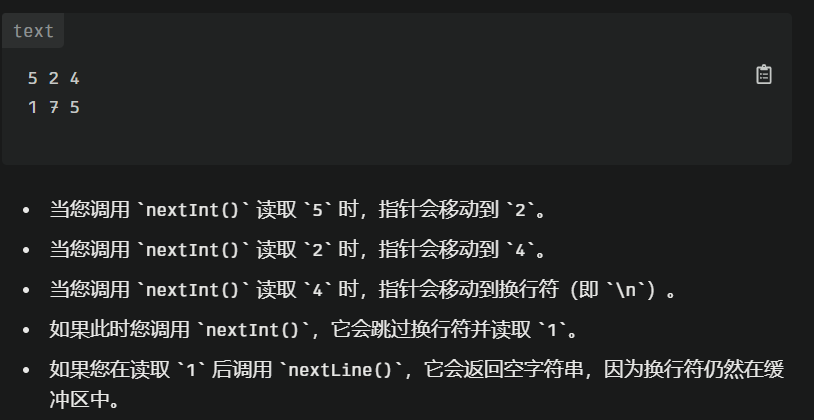 text
5 2 4
1 7 5
• 当您调用 `nextInt()` 读取 `5` 时，指针会移动到 `2`。
• 当您调用 `nextInt()` 读取 `2` 时，指针会移动到 `4`。
• 当您调用 `nextInt()` 读取 `4` 时，指针会移动到换行符（即 `\n`）。
• 如果此时您调用 `nextInt()`，它会跳过换行符并读取 `1`。
• 如果您在读取 `1` 后调用 `nextLine()`，它会返回空字符串，因为换行符仍然在缓
冲区中。